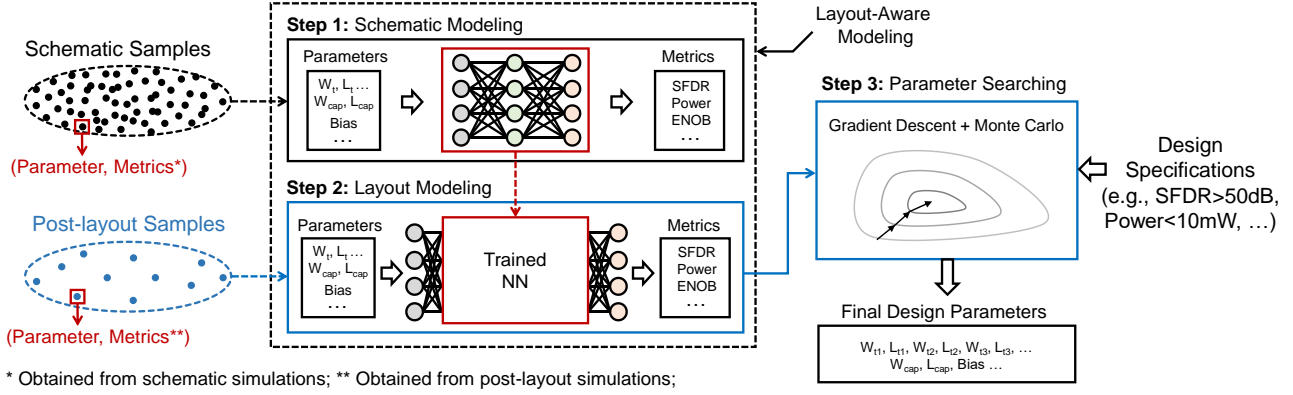 Schematic Samples
(Parameter, Metrics*)
Post-layout Samples
(Parameter, Metrics**)
Step 1: Schematic Modeling
Parameters
Wt, Lt …
Wcap, Lcap
Bias
…
Metrics
SFDR
Power
ENOB
…
Layout-Aware
Modeling
Step 2: Layout Modeling
Parameters
Wt, Lt …
Wcap, Lcap
Bias
…
Trained
NN
Metrics
SFDR
Power
ENOB
…
Step 3: Parameter Searching
Gradient Descent + Monte Carlo
Design
Specifications
(e.g., SFDR>50dB,
Power<10mW, …)
Final Design Parameters
Wt1, Lt1, Wt2, Lt2, Wt3, Lt3, …
Wcap, Lcap, Bias …
* Obtained from schematic simulations; ** Obtained from post-layout simulations;